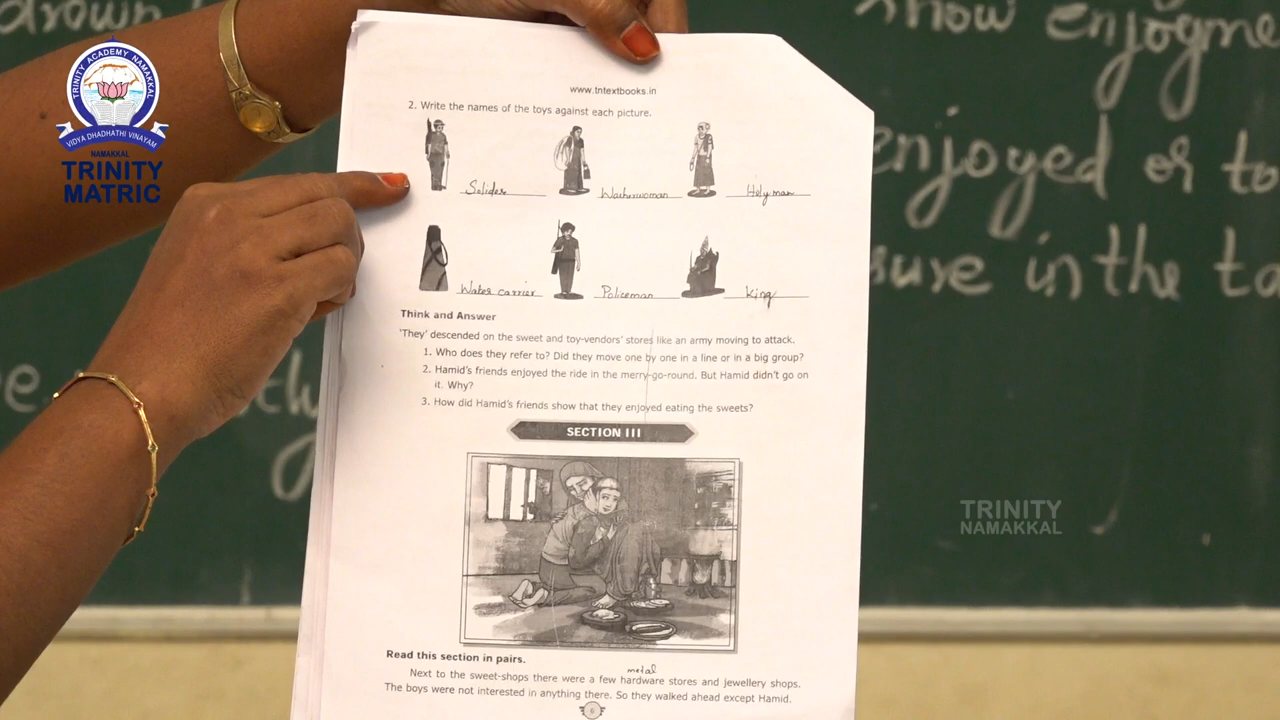 drawn
show enjoyme
enjoyed or to
sure in the ta
TRINITY ACADEMY NAMAKKAL
VIDYA DHADHATHI VINAYAM
NAMAKKAL
TRINITY
MATRIC
www.tntextbooks.in
2. Write the names of the toys against each picture.
Solider Washerwoman Holy man
Water carrier Policeman King
Think and Answer
'They' descended on the sweet and toy-vendors' stores like an army moving to attack.
1. Who does they refer to? Did they move one by one in a line or in a big group?
2. Hamid's friends enjoyed the ride in the merry-go-round. But Hamid didn't go on
it. Why?
3. How did Hamid's friends show that they enjoyed eating the sweets?
SECTION III
Read this section in pairs.
metal
Next to the sweet-shops there were a few hardware stores and jewellery shops.
The boys were not interested in anything there. So they walked ahead except Hamid.
6
TRINITY
NAMAKKAL